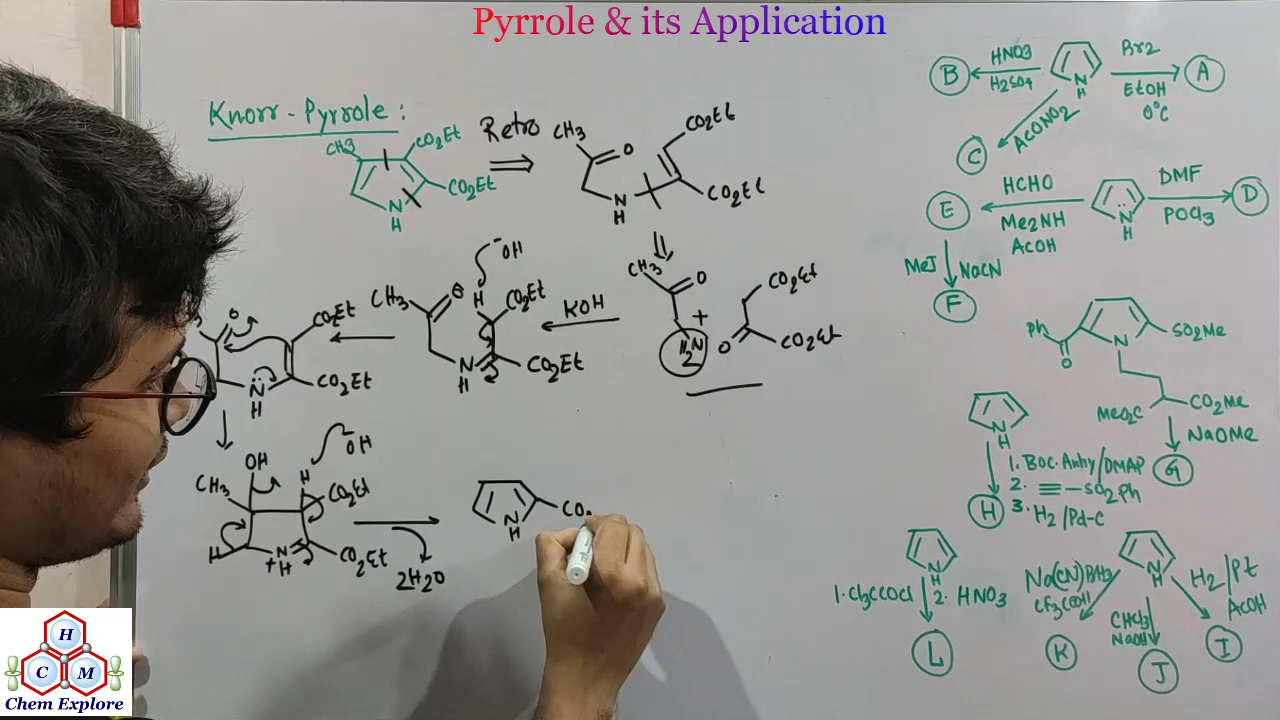 Pyrrole & its Application
Knorr-Pyrrole:
CH3
CO2Et
CO2Et
N
H
Retro
CH3
O
CO2Et
N
H
CO2Et
CH3
O
+
H2N
CO2Et
O
CO2Et
KOH
-OH
CH3
O
H
CO2Et
N
H
CO2Et
O
CO2Et
N
H
CO2Et
OH
-OH
CH3
H
CO2Et
H
+N
H
CO2Et
2H2O
N
H
B
HNO3
H2SO4
N
H
Br2
EtOH
0°C
A
C
AcONO2
E
HCHO
Me2NH
AcOH
N
H
DMF
POCl3
D
MeI
NaCN
F
Ph
O
N
SO2Me
MeO2C
CO2Me
NaOMe
G
N
H
1. Boc. Anhy/DMAP
2. ≡—SO2Ph
3. H2/Pd-C
H
N
H
1. Cl3CCOCl
2. HNO3
L
N
H
Na(CN)BH3
CF3COOH
K
CHCl3/
NaOH
J
H2/Pt
AcOH
I
H
C
M
Chem Explore